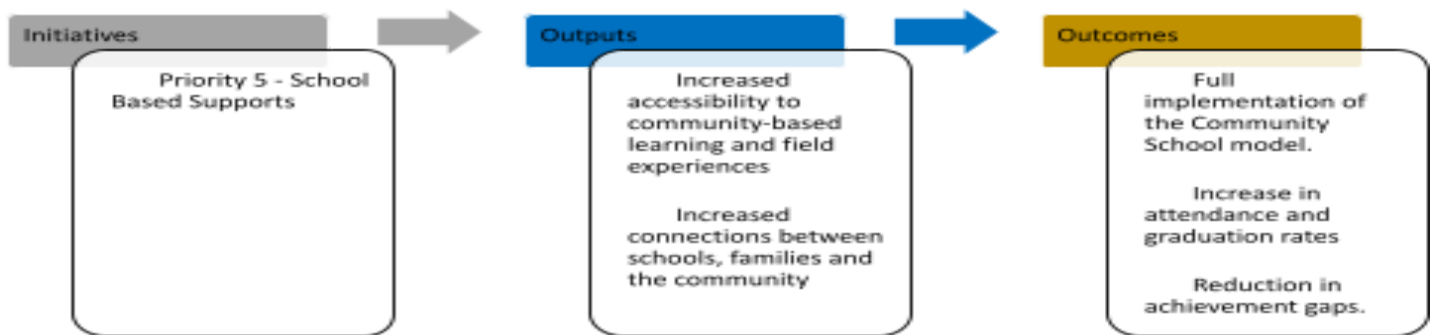 Initiatives
Priority 5 - School
Based Supports
Outputs
Increased
accessibility to
community-based
learning and field
experiences
Increased
connections between
schools, families and
the community
Outcomes
Full
implementation of
the Community
School model.
Increase in
attendance and
graduation rates
Reduction in
achievement gaps.